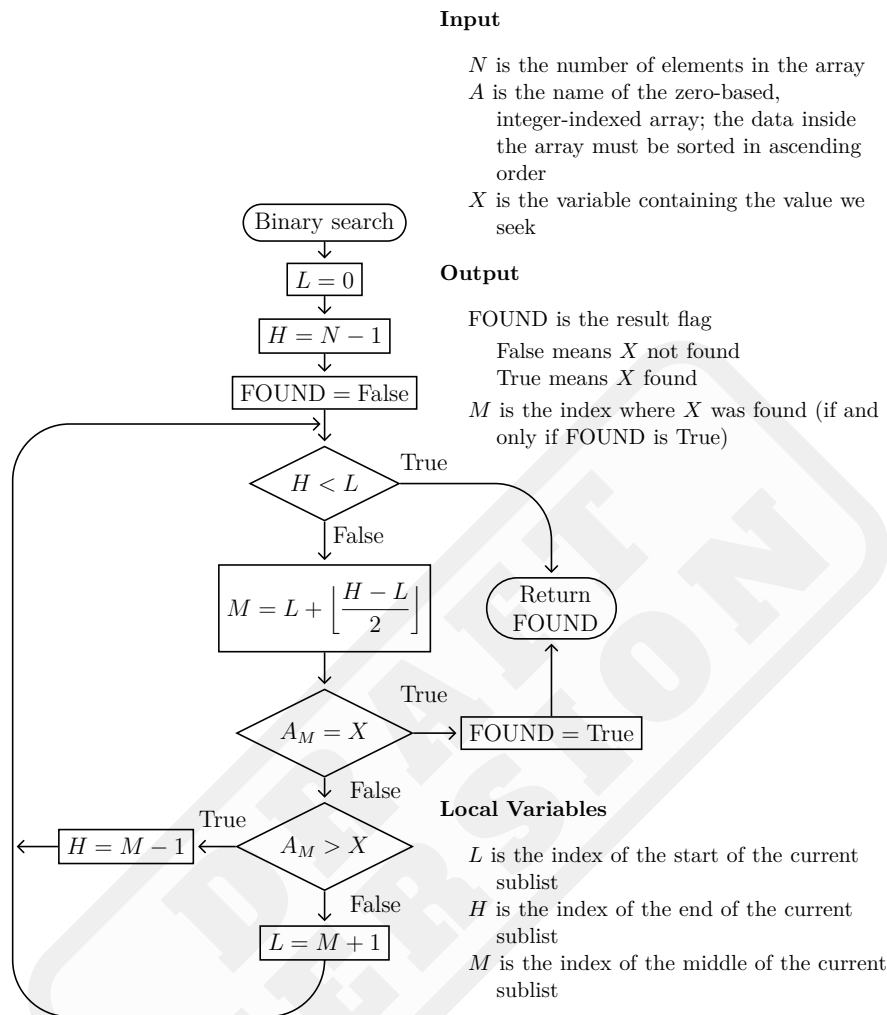 Input
N is the number of elements in the array
A is the name of the zero-based,
integer-indexed array; the data inside
the array must be sorted in ascending
order
X is the variable containing the value we
seek
Binary search
L = 0
H = N − 1
FOUND = False
Output
FOUND is the result flag
False means X not found
True means X found
M is the index where X was found (if and
only if FOUND is True)
H < L
True
False
M = L + ⌊(H − L)/2⌋
Return
FOUND
A_M = X
True
FOUND = True
False
A_M > X
True
H = M − 1
False
L = M + 1
Local Variables
L is the index of the start of the current
sublist
H is the index of the end of the current
sublist
M is the index of the middle of the current
sublist
DRAFT
VERSION